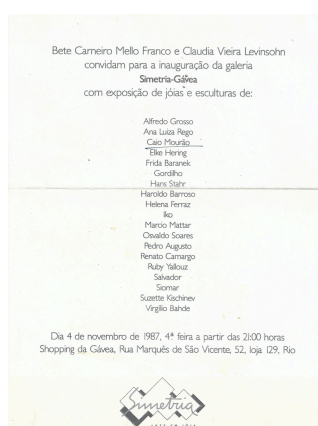 Bete Carneiro Mello Franco e Claudia Vieira Levinsohn
convidam para a inauguração da galeria
Simetria-Gávea
com exposição de jóias e esculturas de:
Alfredo Grosso
Ana Luiza Rego
Caio Mourão
Elke Hering
Frida Baranek
Gordilho
Hans Stahr
Haroldo Barroso
Helena Ferraz
Iko
Marcio Mattar
Osvaldo Soares
Pedro Augusto
Renato Camargo
Ruby Yallouz
Salvador
Siomar
Suzette Kischinev
Virgílio Bahde
Dia 4 de novembro de 1987, 4ª feira a partir das 21:00 horas
Shopping da Gávea, Rua Marquês de São Vicente, 52, loja 129, Rio
Simetria